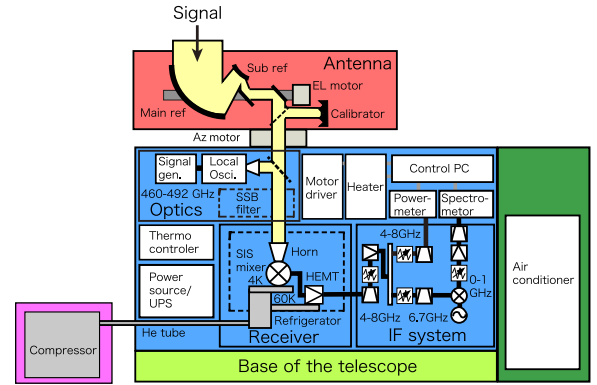 Signal
Antenna
Sub ref
EL motor
Main ref
Calibrator
Az motor
Signal
gen.
Local
Osci.
460-492 GHz
Optics
SSB
filter
Motor
driver
Heater
Control PC
Power-
meter
Spectro-
motor
4-8GHz
Thermo
controler
Power
source/
UPS
SIS
mixer
4K
Horn
HEMT
60K
Refrigerator
Receiver
0-1
GHz
4-8GHz
6.7GHz
IF system
Air
conditioner
He tube
Compressor
Base of the telescope